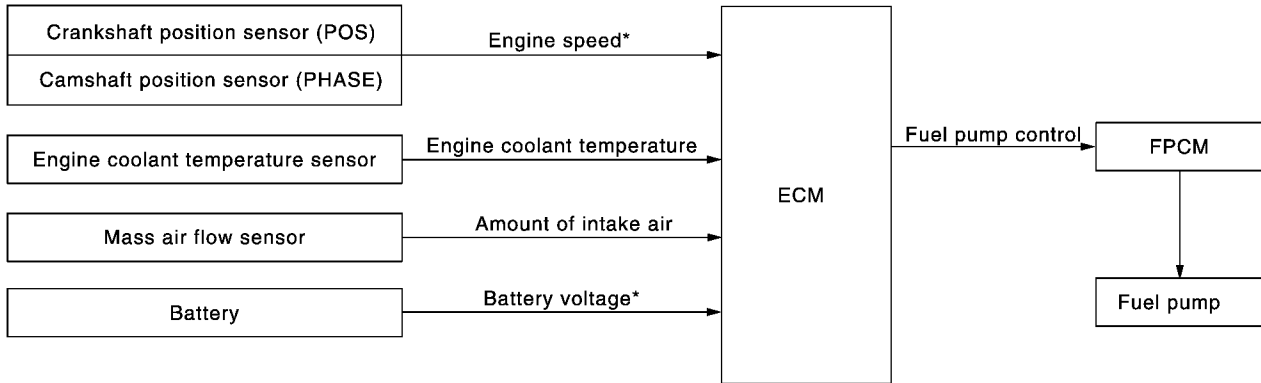 Crankshaft position sensor (POS)
Engine speed*
Camshaft position sensor (PHASE)
Engine coolant temperature sensor
Engine coolant temperature
Mass air flow sensor
Amount of intake air
Battery
Battery voltage*
ECM
Fuel pump control
FPCM
Fuel pump